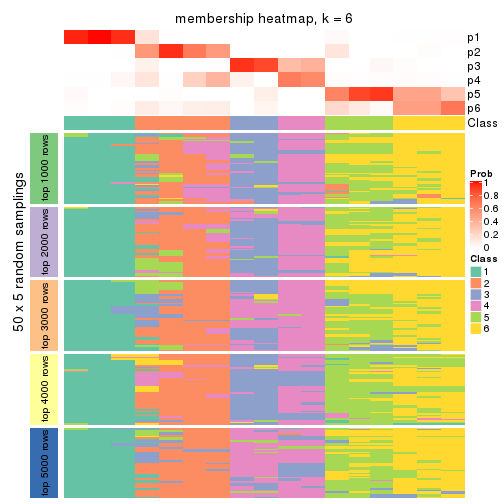 membership heatmap, k = 6
p1
p2
p3
p4
p5
p6
Class
50 x 5 random samplings
top 1000 rows
top 2000 rows
top 3000 rows
top 4000 rows
top 5000 rows
Prob
1
0.8
0.6
0.4
0.2
0
Class
1
2
3
4
5
6